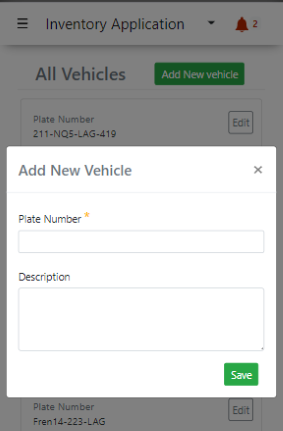 ☰ Inventory Application 2
All Vehicles Add New vehicle
Plate Number
211-NQ5-LAG-419
Edit
Add New Vehicle ×
Plate Number *
Description
Save
Plate Number
Fren14-223-LAG
Edit